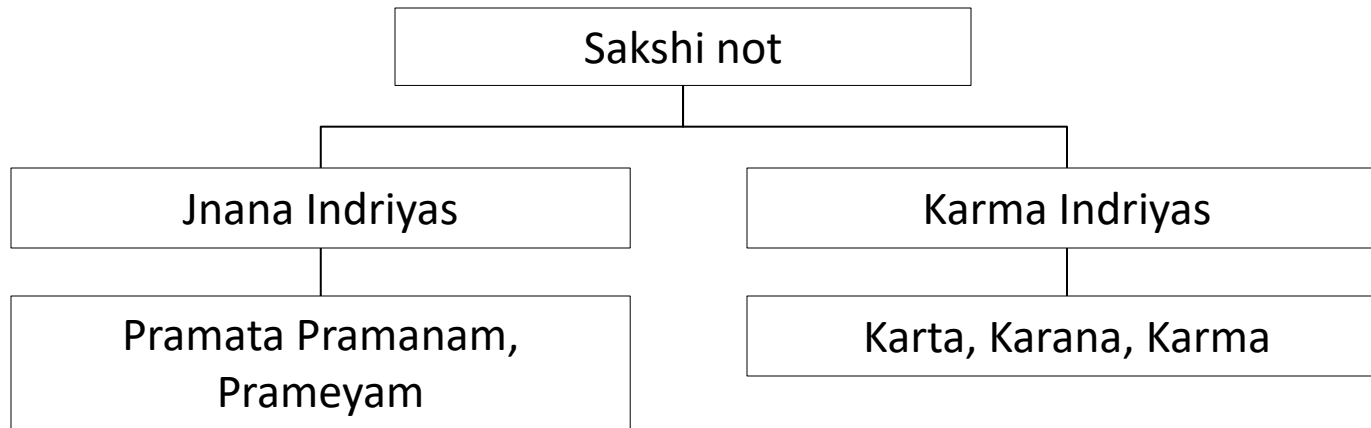 Sakshi not
Jnana Indriyas
Karma Indriyas
Pramata Pramanam,
Prameyam
Karta, Karana, Karma